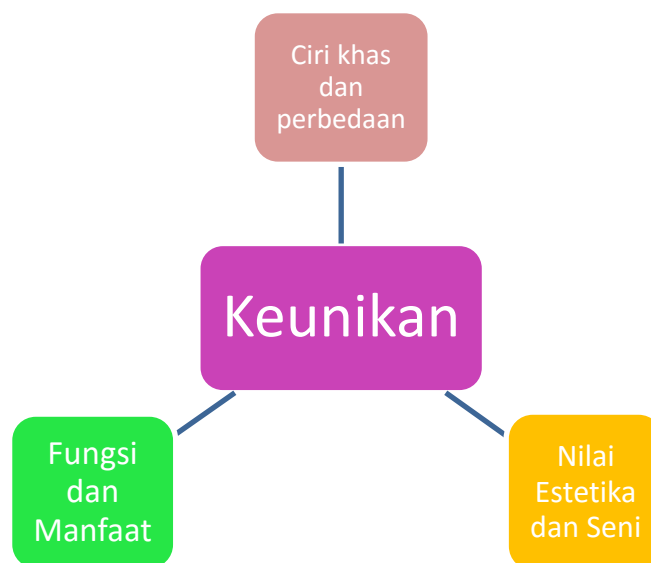 Ciri khas
dan
perbedaan
Keunikan
Fungsi
dan
Manfaat
Nilai
Estetika
dan Seni